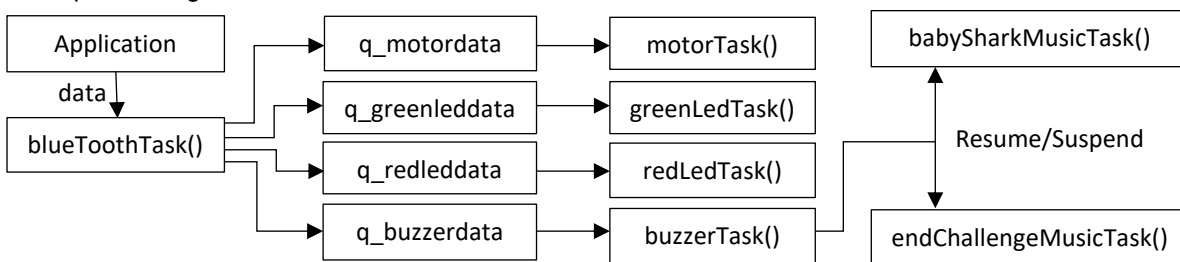 Application
data
blueToothTask()
q_motordata
q_greenleddata
q_redleddata
q_buzzerdata
motorTask()
greenLedTask()
redLedTask()
buzzerTask()
babySharkMusicTask()
Resume/Suspend
endChallengeMusicTask()